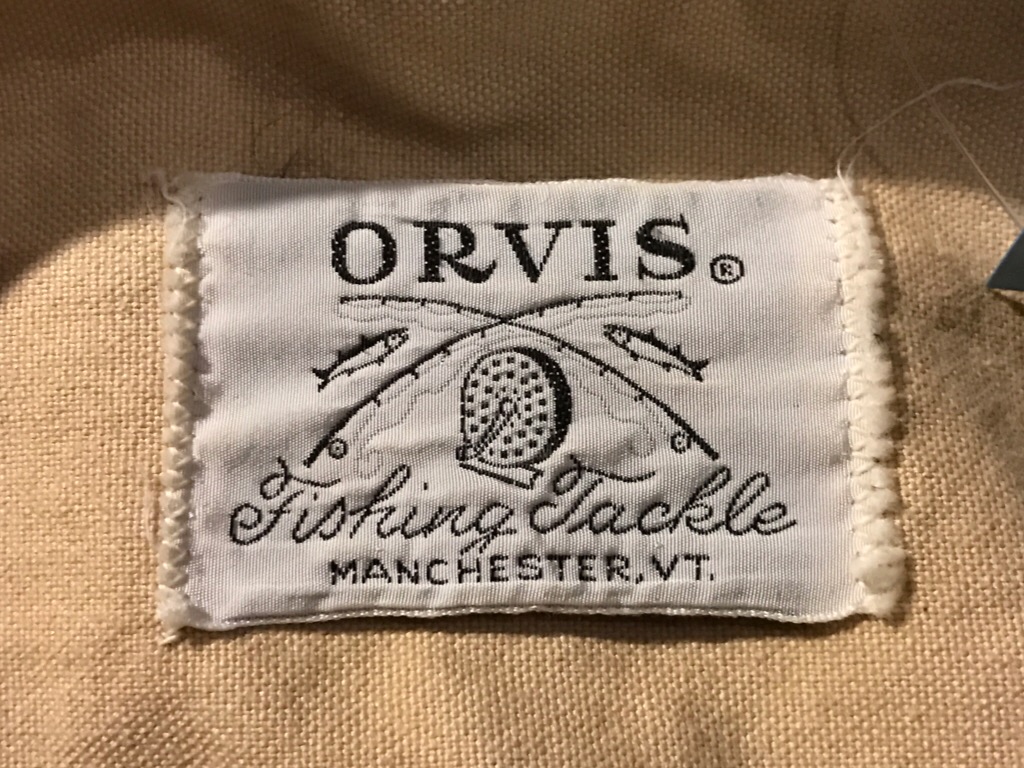 ORVIS®
Fishing Tackle
MANCHESTER, VT.